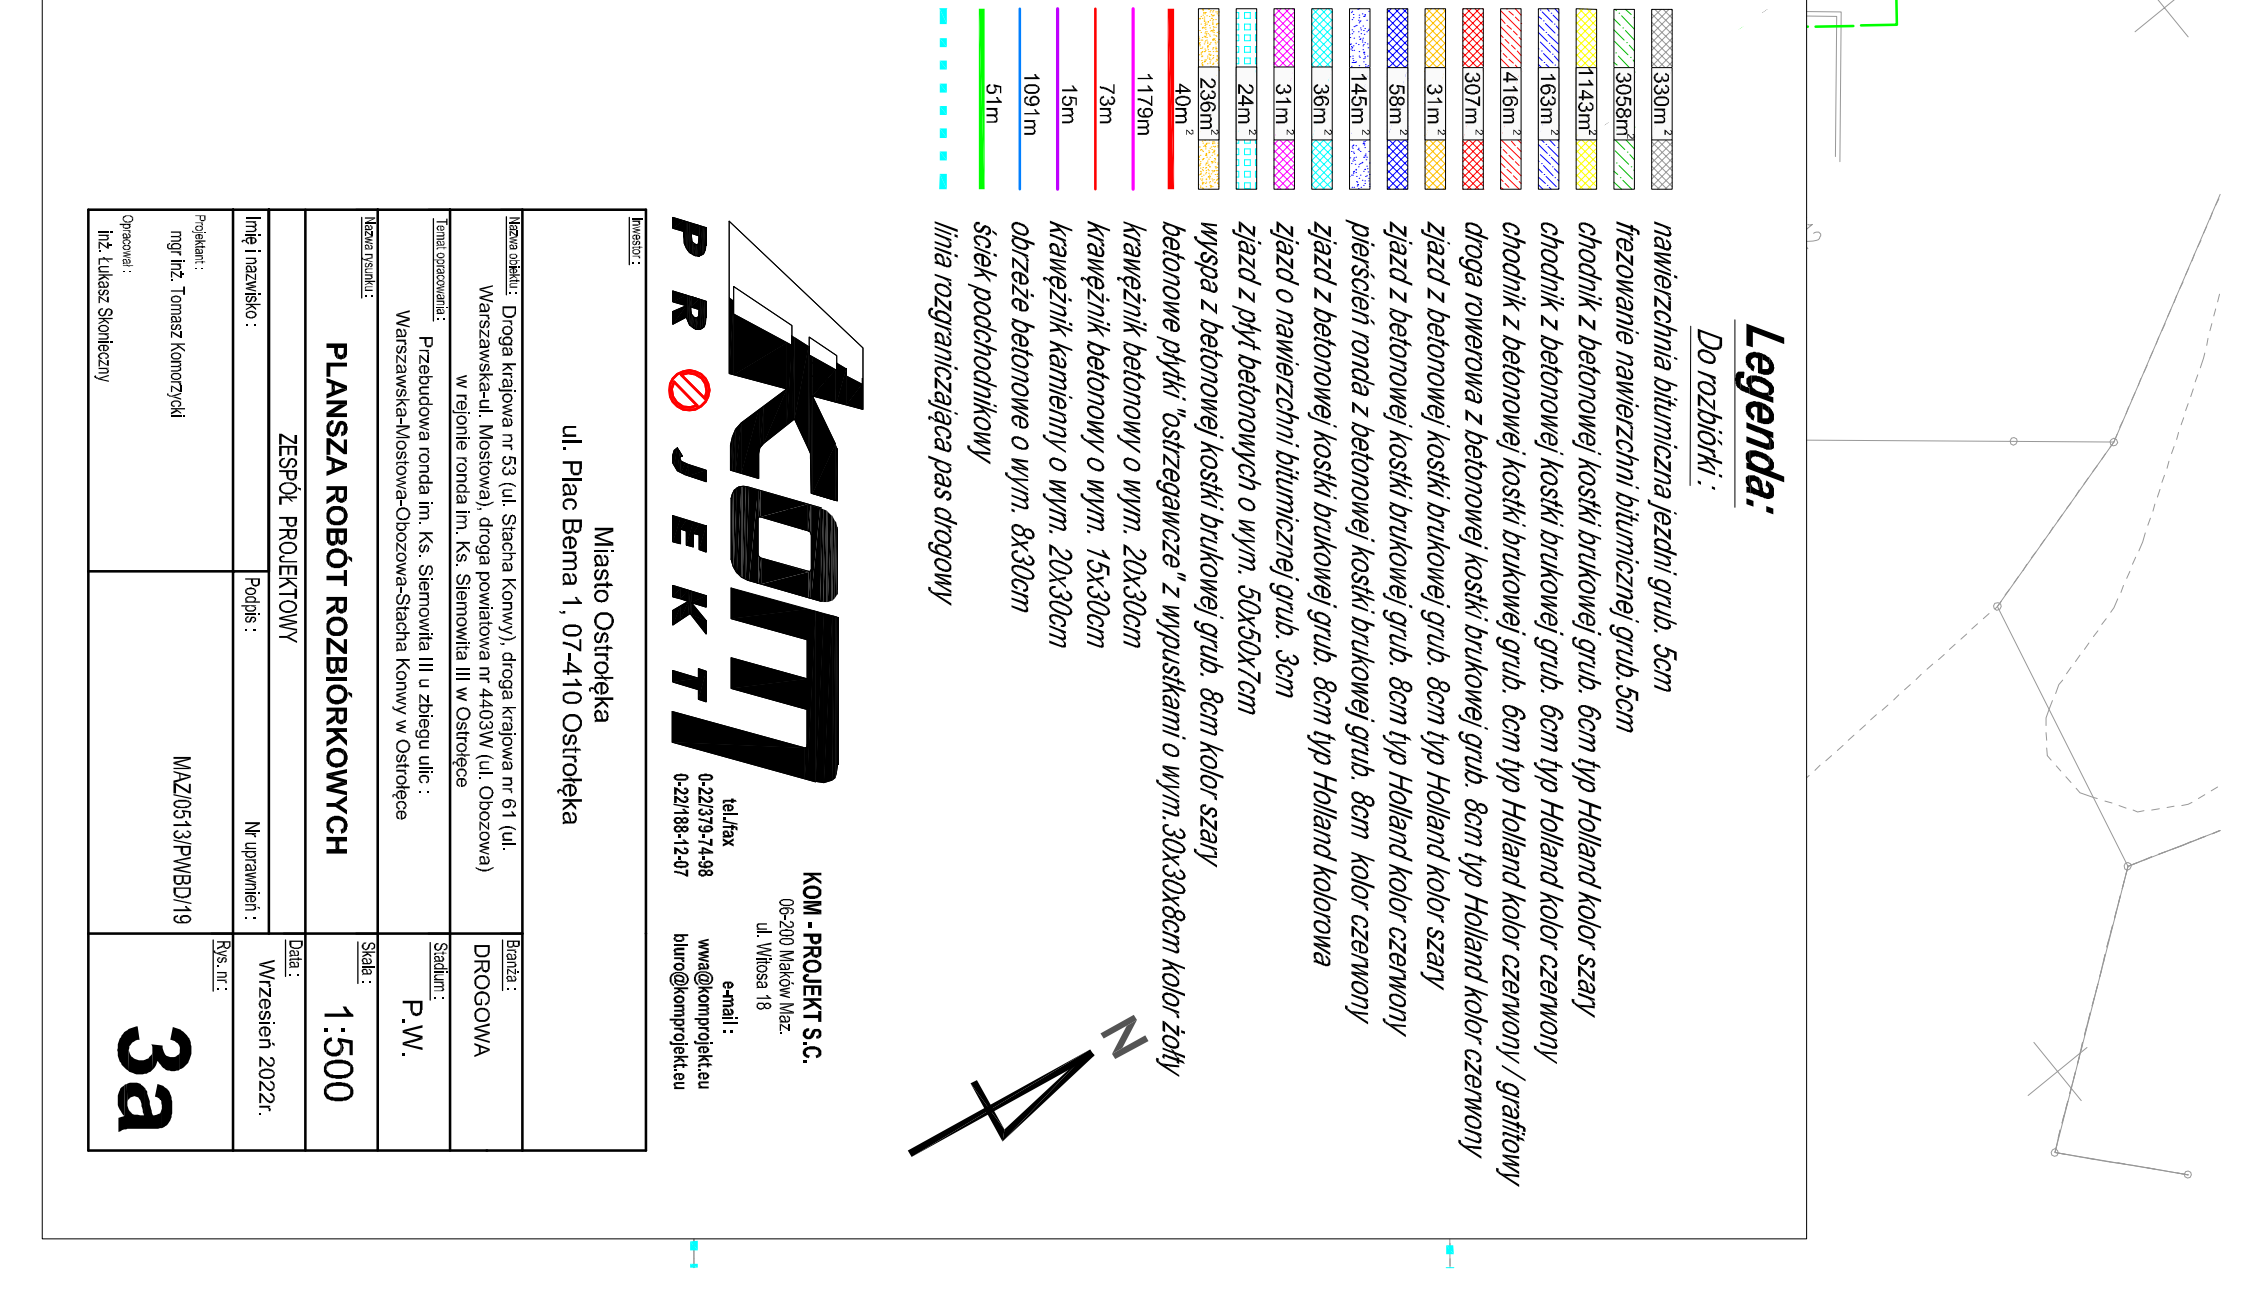 Legenda:
Do rozbiórki :
330m² nawierzchnia bitumiczna jezdni grub. 5cm
3058m² frezowanie nawierzchni bitumicznej grub.5cm
1143m² chodnik z betonowej kostki brukowej grub. 6cm typ Holland kolor szary
163m² chodnik z betonowej kostki brukowej grub. 6cm typ Holland kolor czerwony
416m² chodnik z betonowej kostki brukowej grub. 6cm typ Holland kolor czerwony / grafitowy
307m² droga rowerowa z betonowej kostki brukowej grub. 8cm typ Holland kolor czerwony
31m² zjazd z betonowej kostki brukowej grub. 8cm typ Holland kolor szary
58m² zjazd z betonowej kostki brukowej grub. 8cm typ Holland kolor czerwony
145m² pierścień ronda z betonowej kostki brukowej grub. 8cm kolor czerwony
36m² zjazd z betonowej kostki brukowej grub. 8cm typ Holland kolorowa
31m² zjazd o nawierzchni bitumicznej grub. 3cm
24m² zjazd z płyt betonowych o wym. 50x50x7cm
236m² wyspa z betonowej kostki brukowej grub. 8cm kolor szary
40m² betonowe płytki "ostrzegawcze" z wypustkami o wym.30x30x8cm kolor żółty
1179m krawężnik betonowy o wym. 20x30cm
73m krawężnik betonowy o wym. 15x30cm
15m krawężnik kamienny o wym. 20x30cm
1091m obrzeże betonowe o wym. 8x30cm
51m ściek podchodnikowy
linia rozgraniczająca pas drogowy
N
KOM
PROJEKT
KOM - PROJEKT S.C.
06-200 Maków Maz.
ul. Witosa 18
tel./fax
0-22/379-74-98
0-22/188-12-07
e-mail :
wwa@komprojekt.eu
biuro@komprojekt.eu
Inwestor :
Miasto Ostrołęka
ul. Plac Bema 1, 07-410 Ostrołęka
Nazwa obiektu : Droga krajowa nr 53 (ul. Stacha Konwy), droga krajowa nr 61 (ul.
Warszawska-ul. Mostowa), droga powiatowa nr 4403W (ul. Obozowa)
w rejonie ronda im. Ks. Siemowita III w Ostrołęce
Branża :
DROGOWA
Temat opracowania :
Przebudowa ronda im. Ks. Siemowita III u zbiegu ulic :
Warszawska-Mostowa-Obozowa-Stacha Konwy w Ostrołęce
Stadium :
P.W.
Nazwa rysunku :
PLANSZA ROBÓT ROZBIÓRKOWYCH
Skala :
1:500
ZESPÓŁ PROJEKTOWY
Data :
Wrzesień 2022r.
Imię i nazwisko :
Podpis :
Nr uprawnień :
Projektant :
mgr inż. Tomasz Komorzycki
MAZ/0513/PWBD/19
Opracował :
inż. Łukasz Skonieczny
Rys. nr :
3a